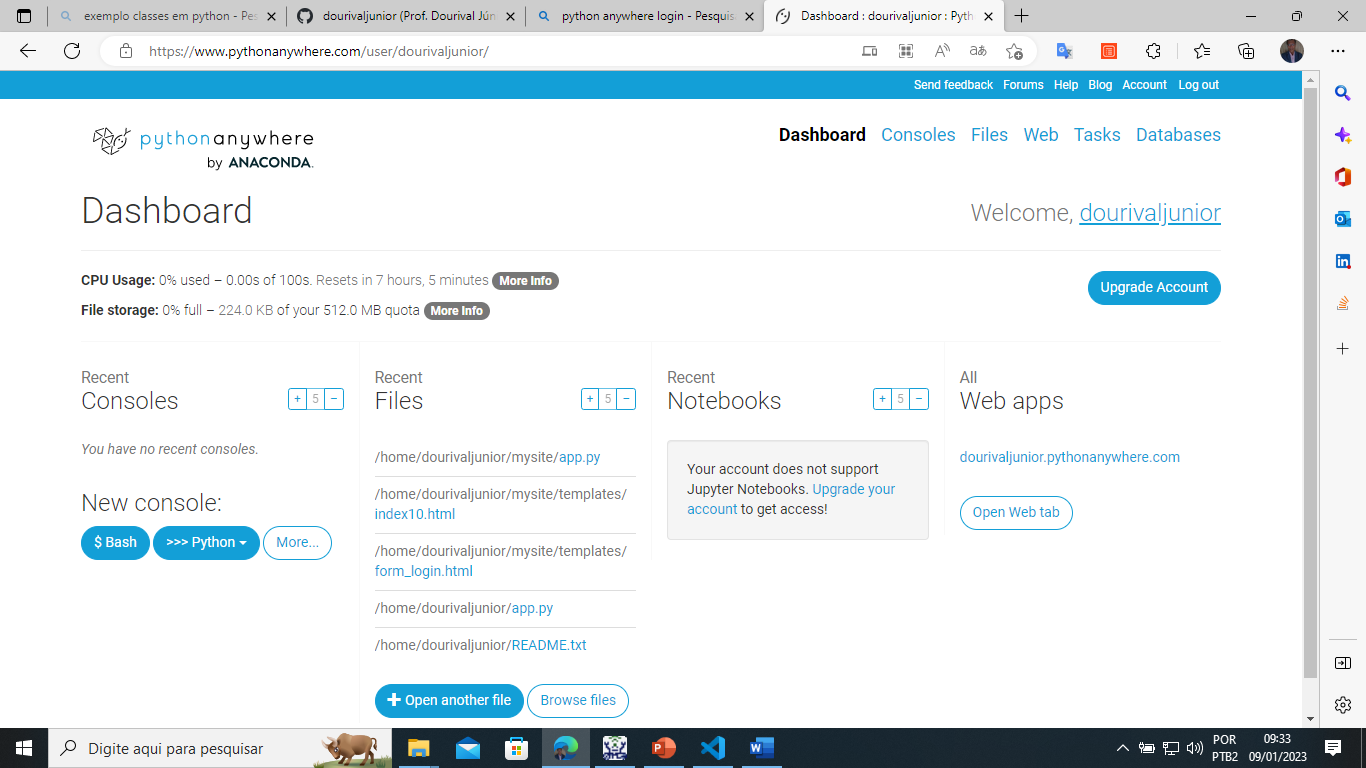 exemplo classes em python - Pes
dourivaljunior (Prof. Dourival Jún
python anywhere login - Pesquis
Dashboard : dourivaljunior : Pyth
https://www.pythonanywhere.com/user/dourivaljunior/
Send feedback Forums Help Blog Account Log out
pythonanywhere
by ANACONDA.
Dashboard Consoles Files Web Tasks Databases
Dashboard
Welcome, dourivaljunior
CPU Usage: 0% used – 0.00s of 100s. Resets in 7 hours, 5 minutes More Info
Upgrade Account
File storage: 0% full – 224.0 KB of your 512.0 MB quota More Info
Recent
Consoles
+ 5 −
You have no recent consoles.
New console:
$ Bash >>> Python More...
Recent
Files
+ 5 −
/home/dourivaljunior/mysite/app.py
/home/dourivaljunior/mysite/templates/
index10.html
/home/dourivaljunior/mysite/templates/
form_login.html
/home/dourivaljunior/app.py
/home/dourivaljunior/README.txt
Open another file Browse files
Recent
Notebooks
+ 5 −
Your account does not support
Jupyter Notebooks. Upgrade your
account to get access!
All
Web apps
dourivaljunior.pythonanywhere.com
Open Web tab
Digite aqui para pesquisar
POR
PTB2
09:33
09/01/2023